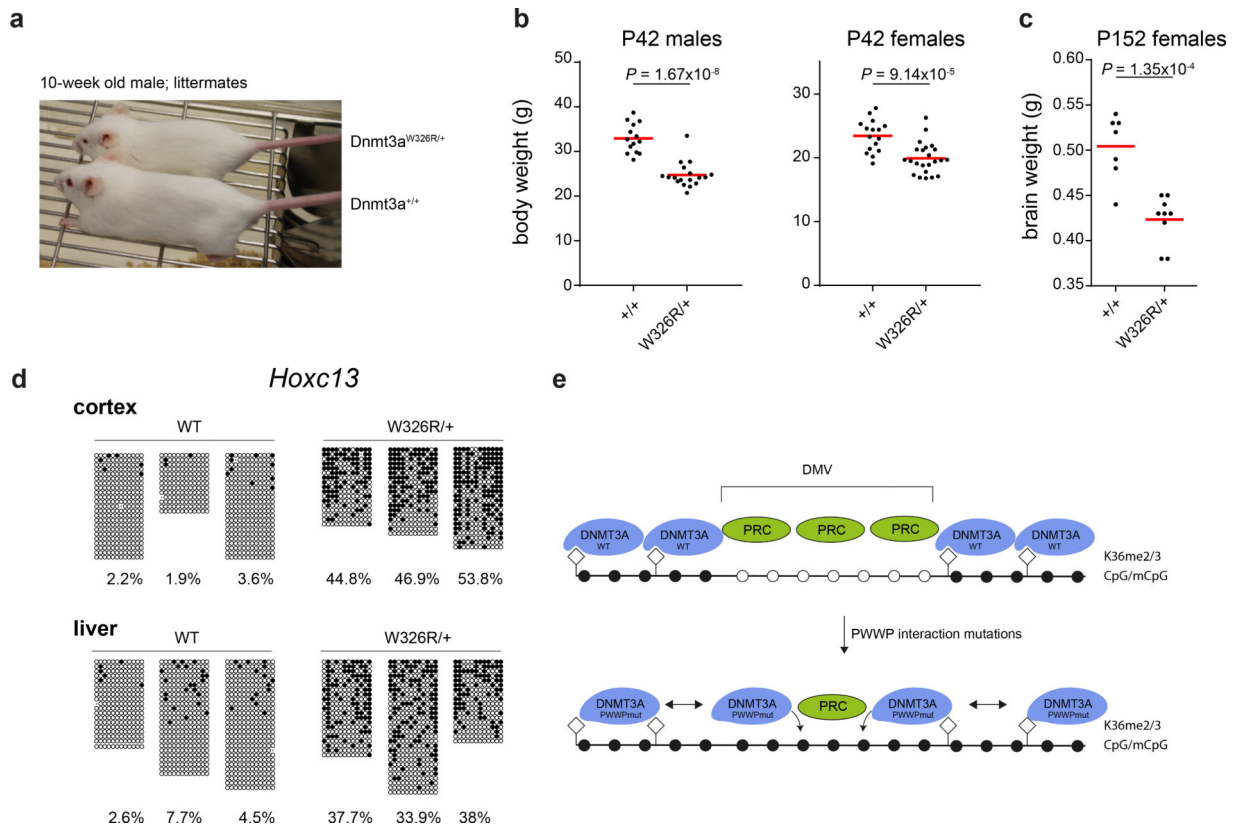 a
10-week old male; littermates
Dnmt3aW326R/+
Dnmt3a+/+
b
P42 males
P = 1.67x10-8
body weight (g)
50
40
30
20
10
0
+/+
W326R/+
P42 females
P = 9.14x10-5
30
20
10
0
+/+
W326R/+
c
P152 females
P = 1.35x10-4
brain weight (g)
0.60
0.55
0.50
0.45
0.40
0.35
+/+
W326R/+
d
Hoxc13
cortex
WT
W326R/+
2.2% 1.9% 3.6% 44.8% 46.9% 53.8%
liver
WT
W326R/+
2.6% 7.7% 4.5% 37.7% 33.9% 38%
e
DMV
DNMT3A
WT
DNMT3A
WT
PRC
PRC
PRC
DNMT3A
WT
DNMT3A
WT
K36me2/3
CpG/mCpG
PWWP interaction mutations
DNMT3A
PWWPmut
DNMT3A
PWWPmut
PRC
DNMT3A
PWWPmut
DNMT3A
PWWPmut
K36me2/3
CpG/mCpG